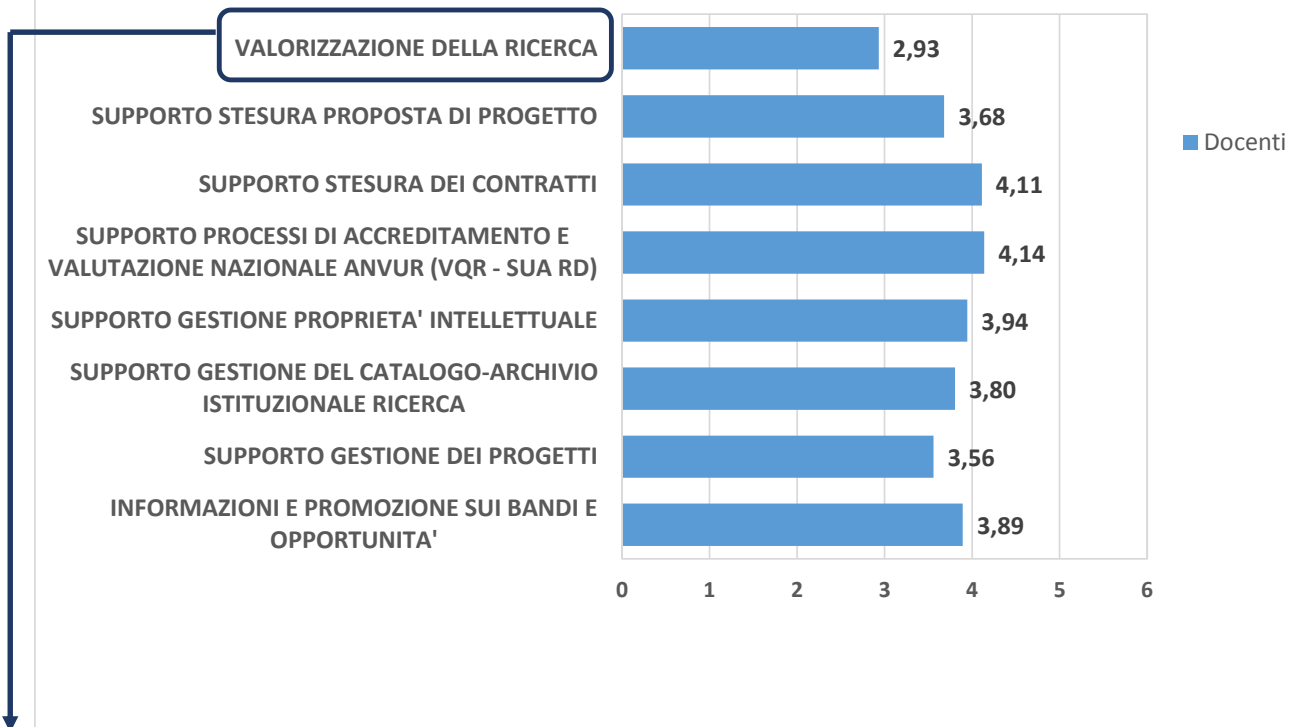 VALORIZZAZIONE DELLA RICERCA
2,93
SUPPORTO STESURA PROPOSTA DI PROGETTO
3,68
SUPPORTO STESURA DEI CONTRATTI
4,11
SUPPORTO PROCESSI DI ACCREDITAMENTO E
VALUTAZIONE NAZIONALE ANVUR (VQR - SUA RD)
4,14
SUPPORTO GESTIONE PROPRIETA' INTELLETTUALE
3,94
SUPPORTO GESTIONE DEL CATALOGO-ARCHIVIO
ISTITUZIONALE RICERCA
3,80
SUPPORTO GESTIONE DEI PROGETTI
3,56
INFORMAZIONI E PROMOZIONE SUI BANDI E
OPPORTUNITA'
3,89
0 1 2 3 4 5 6
Docenti